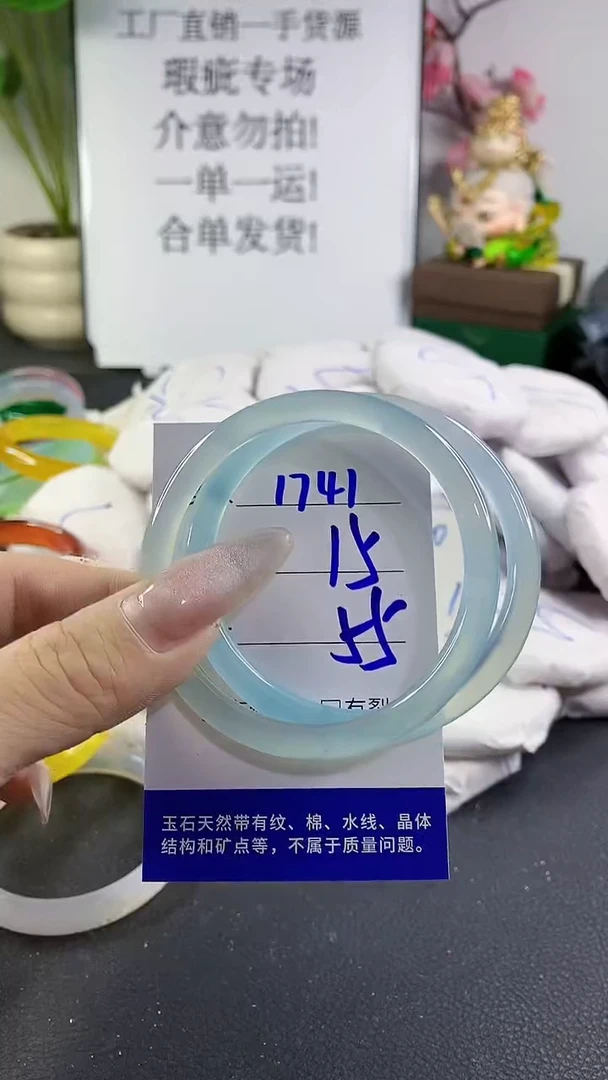 工厂直销一手货源
瑕疵专场
介意勿拍!
一单一运!
合单发货!
1741
15
55
□有裂
玉石天然带有纹、棉、水线、晶体
结构和矿点等，不属于质量问题。